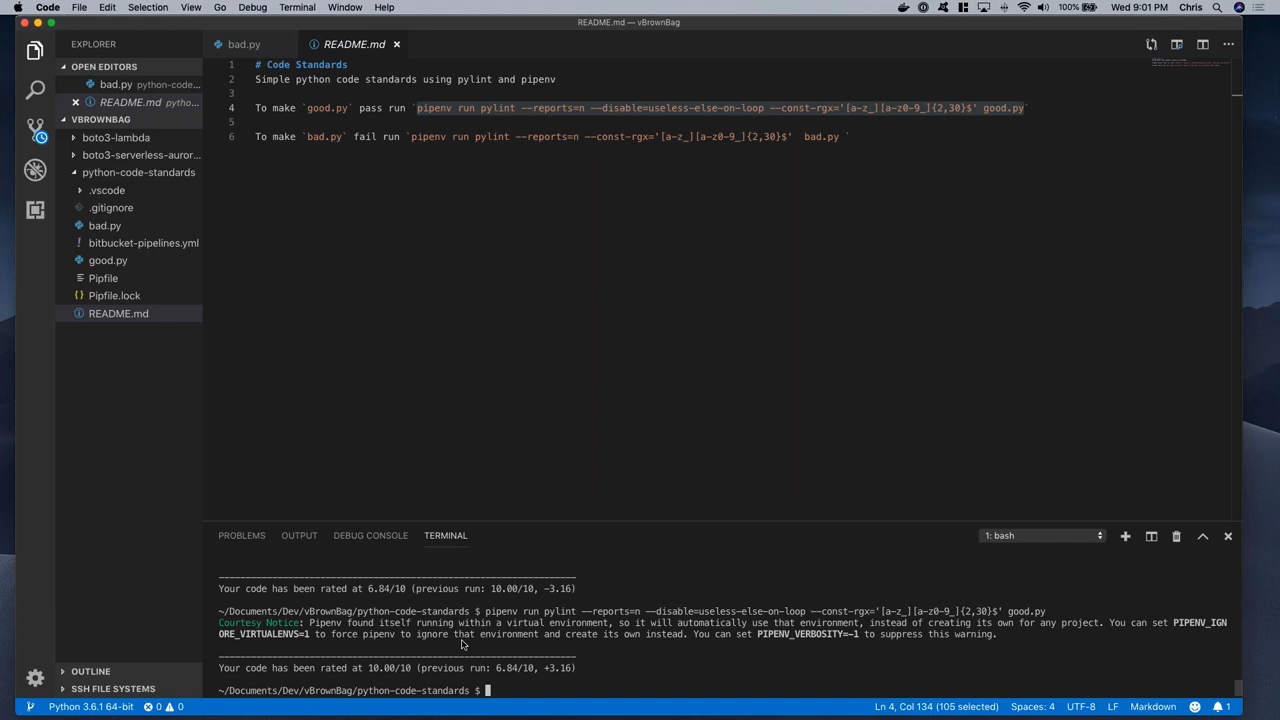 Code File Edit Selection View Go Debug Terminal Window Help 100% Wed 9:01 PM Chris
README.md — vBrownBag
EXPLORER
bad.py README.md ×
OPEN EDITORS
bad.py python-code...
× README.md pytho...
VBROWNBAG
boto3-lambda
boto3-serverless-auror...
python-code-standards
.vscode
.gitignore
bad.py
! bitbucket-pipelines.yml
good.py
Pipfile
{} Pipfile.lock
README.md
OUTLINE
SSH FILE SYSTEMS
1 # Code Standards
2 Simple python code standards using pylint and pipenv
3
4 To make `good.py` pass run `pipenv run pylint --reports=n --disable=useless-else-on-loop --const-rgx='[a-z_][a-z0-9_]{2,30}$' good.py`
5
6 To make `bad.py` fail run `pipenv run pylint --reports=n --const-rgx='[a-z_][a-z0-9_]{2,30}$'  bad.py `
PROBLEMS OUTPUT DEBUG CONSOLE TERMINAL 1: bash
Your code has been rated at 6.84/10 (previous run: 10.00/10, -3.16)
~/Documents/Dev/vBrownBag/python-code-standards $ pipenv run pylint --reports=n --disable=useless-else-on-loop --const-rgx='[a-z_][a-z0-9_]{2,30}$' good.py
Courtesy Notice: Pipenv found itself running within a virtual environment, so it will automatically use that environment, instead of creating its own for any project. You can set PIPENV_IGN
ORE_VIRTUALENVS=1 to force pipenv to ignore that environment and create its own instead. You can set PIPENV_VERBOSITY=-1 to suppress this warning.
Your code has been rated at 10.00/10 (previous run: 6.84/10, +3.16)
~/Documents/Dev/vBrownBag/python-code-standards $
Python 3.6.1 64-bit 0 0 Ln 4, Col 134 (105 selected) Spaces: 4 UTF-8 LF Markdown 1